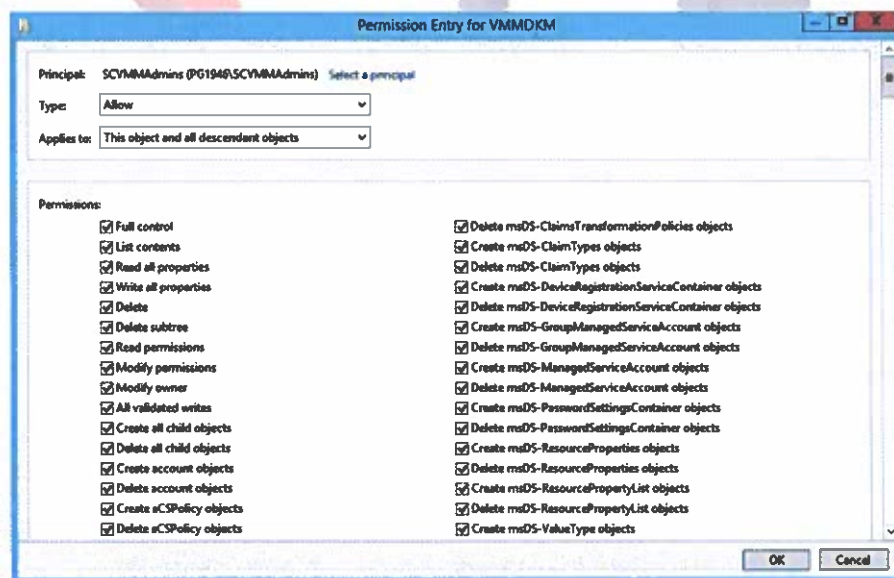 Permission Entry for VMMDKM
Principal: SCVMMAdmins (PG1946\SCVMMAdmins) Select a principal
Type: Allow
Applies to: This object and all descendant objects
Permissions:
Full control
List contents
Read all properties
Write all properties
Delete
Delete subtree
Read permissions
Modify permissions
Modify owner
All validated writes
Create all child objects
Delete all child objects
Create account objects
Delete account objects
Create aCSPolicy objects
Delete aCSPolicy objects
Delete msDS-ClaimsTransformationPolicies objects
Create msDS-ClaimTypes objects
Delete msDS-ClaimTypes objects
Create msDS-DeviceRegistrationServiceContainer objects
Delete msDS-DeviceRegistrationServiceContainer objects
Create msDS-GroupManagedServiceAccount objects
Delete msDS-GroupManagedServiceAccount objects
Create msDS-ManagedServiceAccount objects
Delete msDS-ManagedServiceAccount objects
Create msDS-PasswordSettingsContainer objects
Delete msDS-PasswordSettingsContainer objects
Create msDS-ResourceProperties objects
Delete msDS-ResourceProperties objects
Create msDS-ResourcePropertyList objects
Delete msDS-ResourcePropertyList objects
Create msDS-ValueType objects
OK Cancel